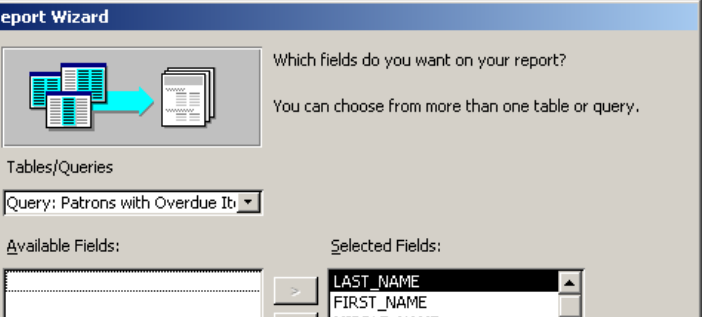 eport Wizard
Which fields do you want on your report?
You can choose from more than one table or query.
Tables/Queries
Query: Patrons with Overdue It
Available Fields:
Selected Fields:
>
LAST_NAME
FIRST_NAME